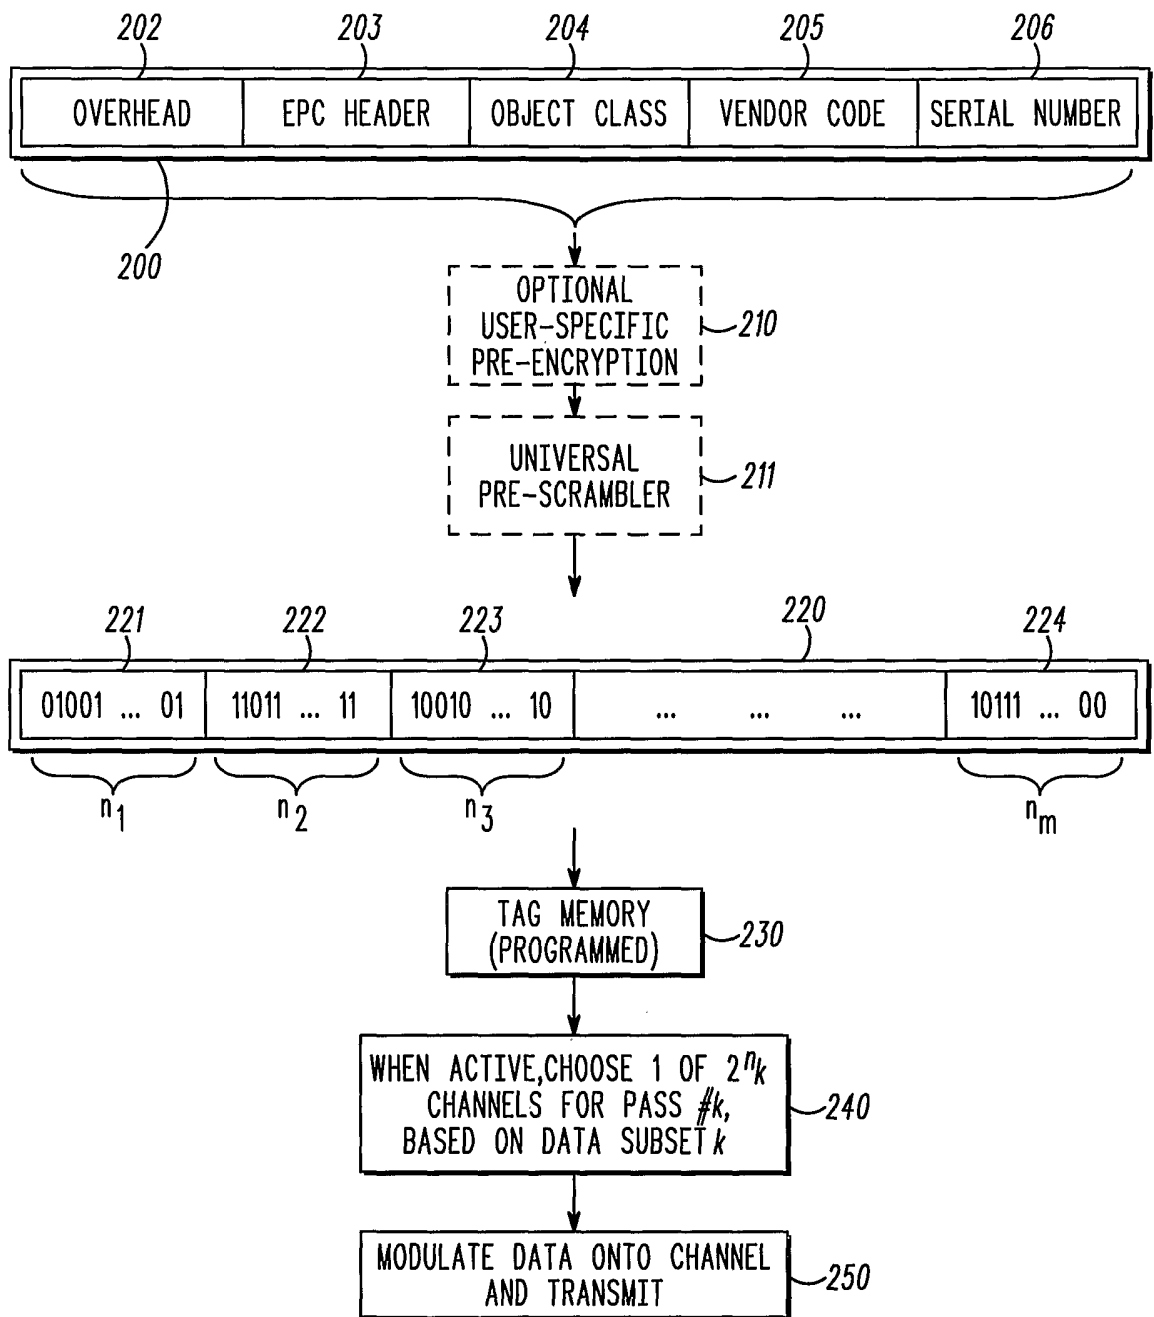 202 203 204 205 206
OVERHEAD EPC HEADER OBJECT CLASS VENDOR CODE SERIAL NUMBER
200
OPTIONAL
USER-SPECIFIC
PRE-ENCRYPTION
210
UNIVERSAL
PRE-SCRAMBLER
211
221 222 223 220 224
01001 ... 01 11011 ... 11 10010 ... 10 ... ... ... 10111 ... 00
n1 n2 n3 nm
TAG MEMORY
(PROGRAMMED)
230
WHEN ACTIVE,CHOOSE 1 OF 2^nk
CHANNELS FOR PASS #k,
BASED ON DATA SUBSET k
240
MODULATE DATA ONTO CHANNEL
AND TRANSMIT
250